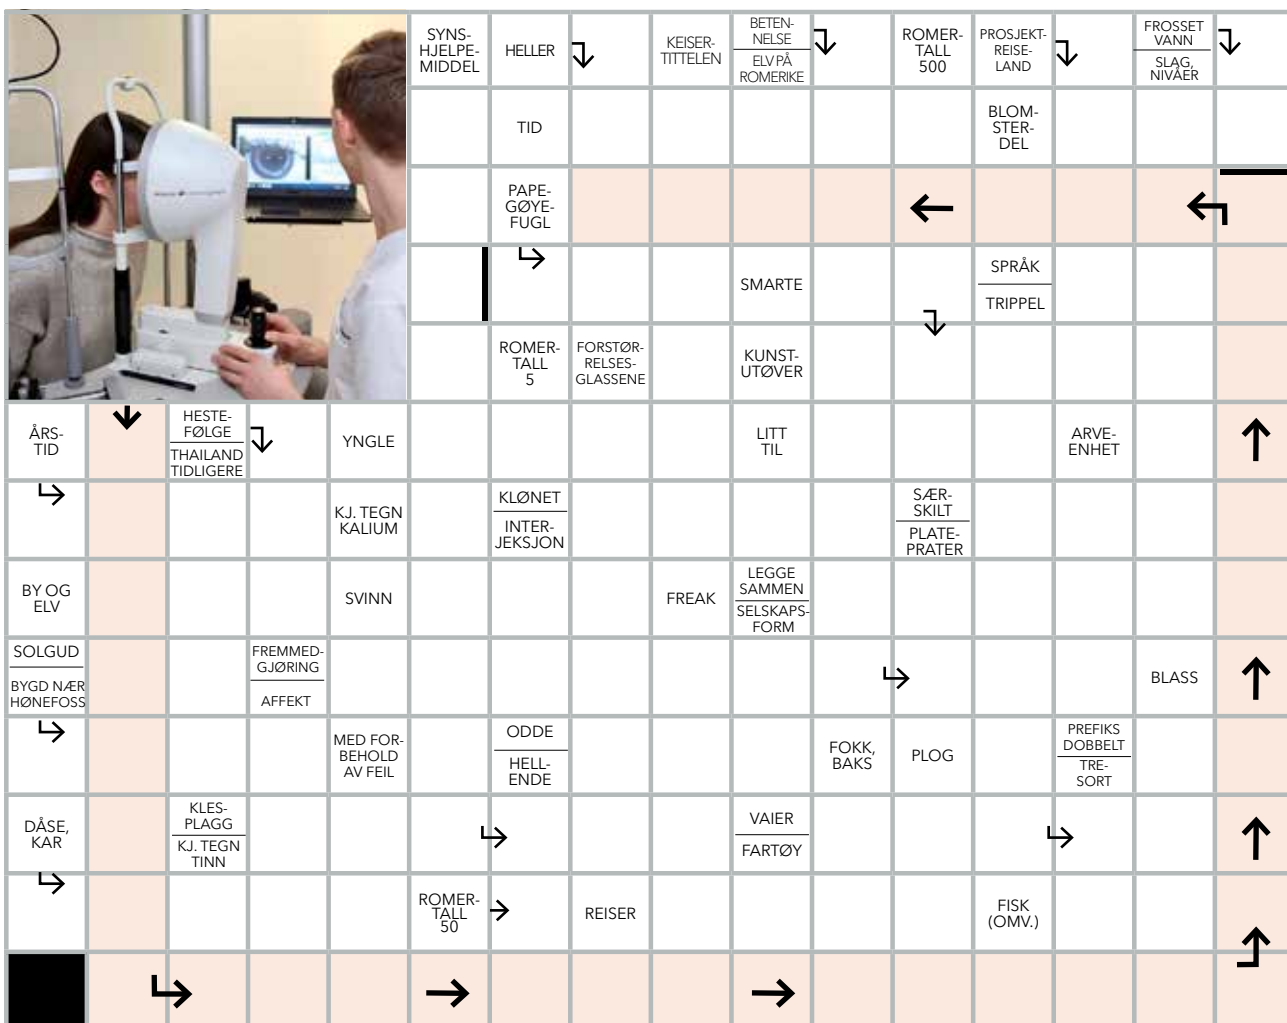 SYNS-
HJELPE-
MIDDEL
HELLER
KEISER-
TITTELEN
BETEN-
NELSE
ELV PÅ
ROMERIKE
ROMER-
TALL
500
PROSJEKT-
REISE-
LAND
FROSSET
VANN
SLAG,
NIVÅER
TID
BLOM-
STER-
DEL
PAPE-
GØYE-
FUGL
SMARTE
SPRÅK
TRIPPEL
ROMER-
TALL
5
FORSTØR-
RELSES-
GLASSENE
KUNST-
UTØVER
ÅRS-
TID
HESTE-
FØLGE
THAILAND
TIDLIGERE
YNGLE
LITT
TIL
ARVE-
ENHET
KJ. TEGN
KALIUM
KLØNET
INTER-
JEKSJON
SÆR-
SKILT
PLATE-
PRATER
BY OG
ELV
SVINN
FREAK
LEGGE
SAMMEN
SELSKAPS-
FORM
SOLGUD
BYGD NÆR
HØNEFOSS
FREMMED-
GJØRING
AFFEKT
BLASS
MED FOR-
BEHOLD
AV FEIL
ODDE
HELL-
ENDE
FOKK,
BAKS
PLOG
PREFIKS
DOBBELT
TRE-
SORT
DÅSE,
KAR
KLES-
PLAGG
KJ. TEGN
TINN
VAIER
FARTØY
ROMER-
TALL
50
REISER
FISK
(OMV.)